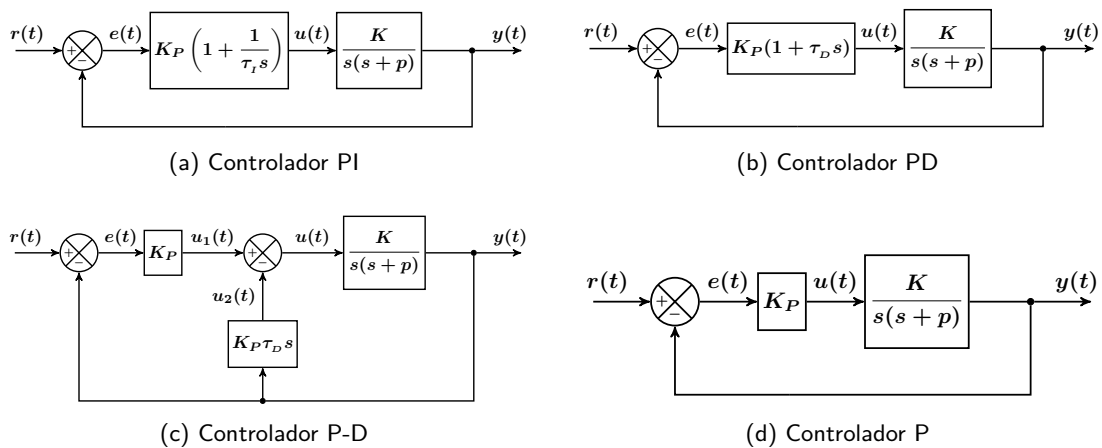 r(t) + − e(t) K_P (1 + 1/(τ_I s)) u(t) K/(s(s + p)) y(t)
(a) Controlador PI
r(t) + − e(t) K_P(1 + τ_D s) u(t) K/(s(s + p)) y(t)
(b) Controlador PD
r(t) + − e(t) K_P u_1(t) + − u(t) K/(s(s + p)) y(t)
u_2(t)
K_P τ_D s
(c) Controlador P-D
r(t) + − e(t) K_P u(t) K/(s(s + p)) y(t)
(d) Controlador P